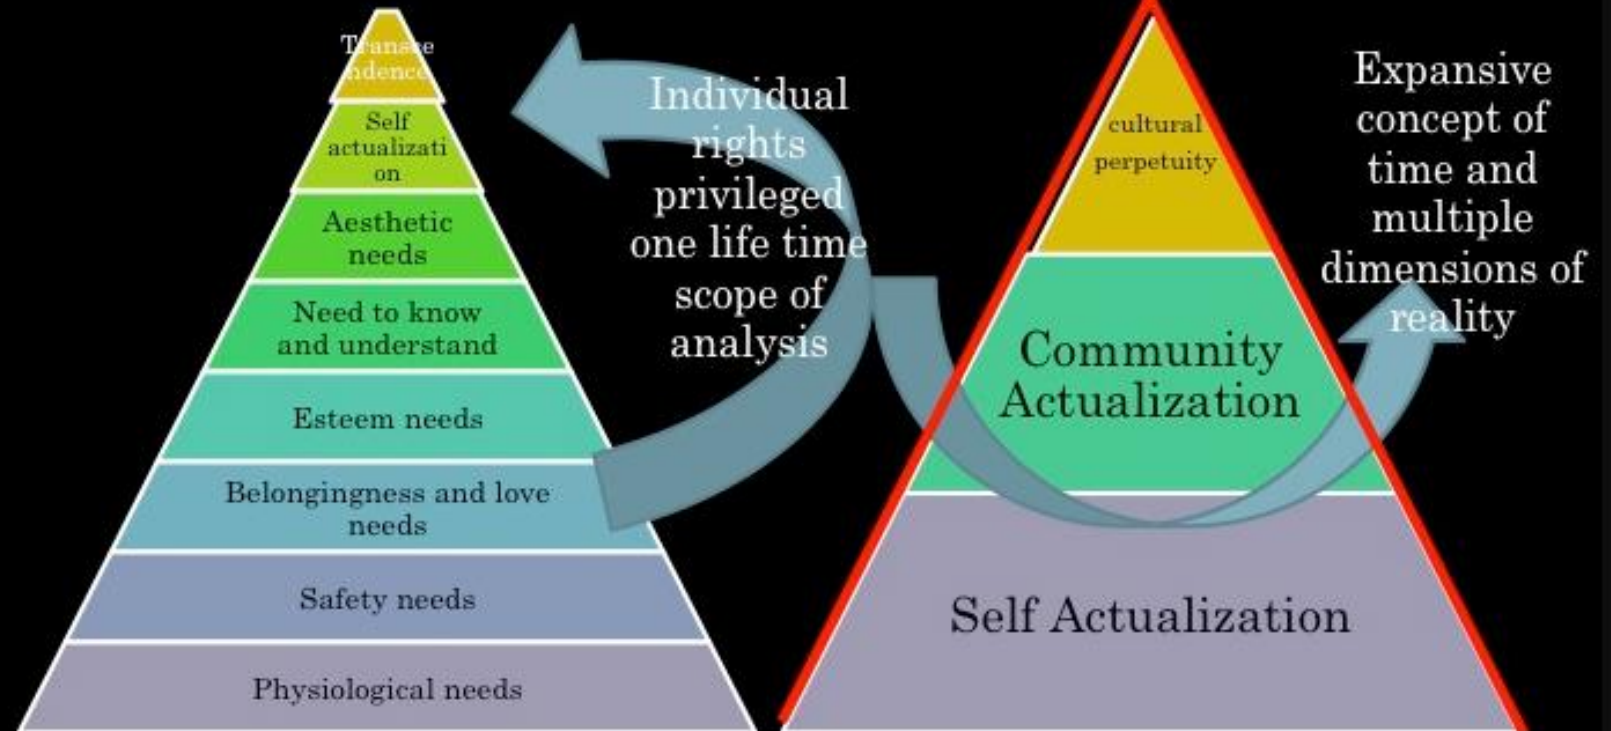 Transce
ndence
Self
actualizati
on
Aesthetic
needs
Need to know
and understand
Esteem needs
Belongingness and love
needs
Safety needs
Physiological needs
Individual
rights
privileged
one life time
scope of
analysis
cultural
perpetuity
Community
Actualization
Self Actualization
Expansive
concept of
time and
multiple
dimensions of
reality